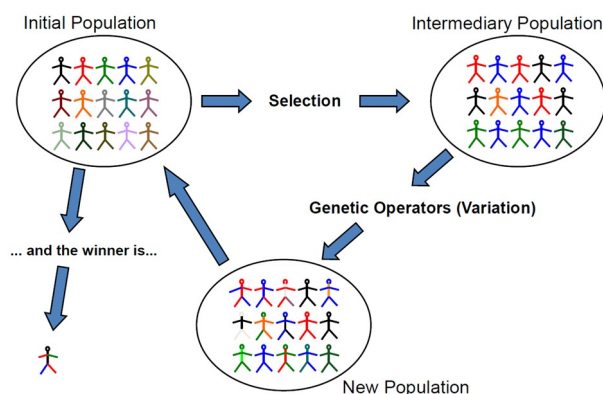 Initial Population
Intermediary Population
Selection
Genetic Operators (Variation)
... and the winner is...
New Population